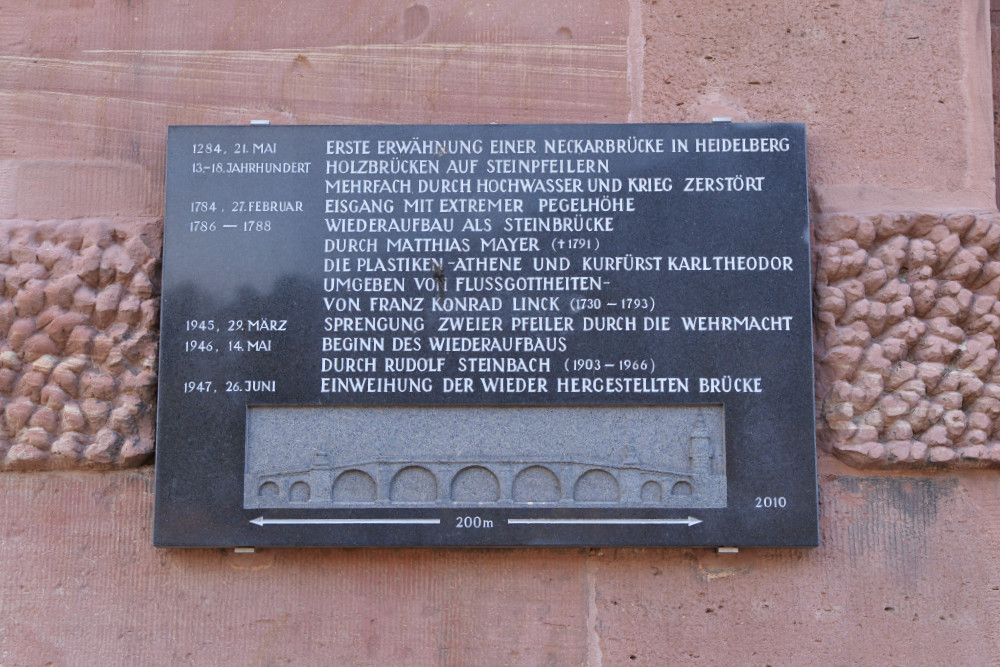 1284, 21. MAI ERSTE ERWÄHNUNG EINER NECKARBRÜCKE IN HEIDELBERG
13.-18. JAHRHUNDERT HOLZBRÜCKEN AUF STEINPFEILERN
MEHRFACH DURCH HOCHWASSER UND KRIEG ZERSTÖRT
1784, 27. FEBRUAR EISGANG MIT EXTREMER PEGELHÖHE
1786 — 1788 WIEDERAUFBAU ALS STEINBRÜCKE
DURCH MATTHIAS MAYER (✝1791)
DIE PLASTIKEN -ATHENE UND KURFÜRST KARL THEODOR
UMGEBEN VON FLUSSGOTTHEITEN-
VON FRANZ KONRAD LINCK (1730 — 1793)
1945, 29. MÄRZ SPRENGUNG ZWEIER PFEILER DURCH DIE WEHRMACHT
1946, 14. MAI BEGINN DES WIEDERAUFBAUS
DURCH RUDOLF STEINBACH (1903 — 1966)
1947, 26. JUNI EINWEIHUNG DER WIEDER HERGESTELLTEN BRÜCKE
2010
200m